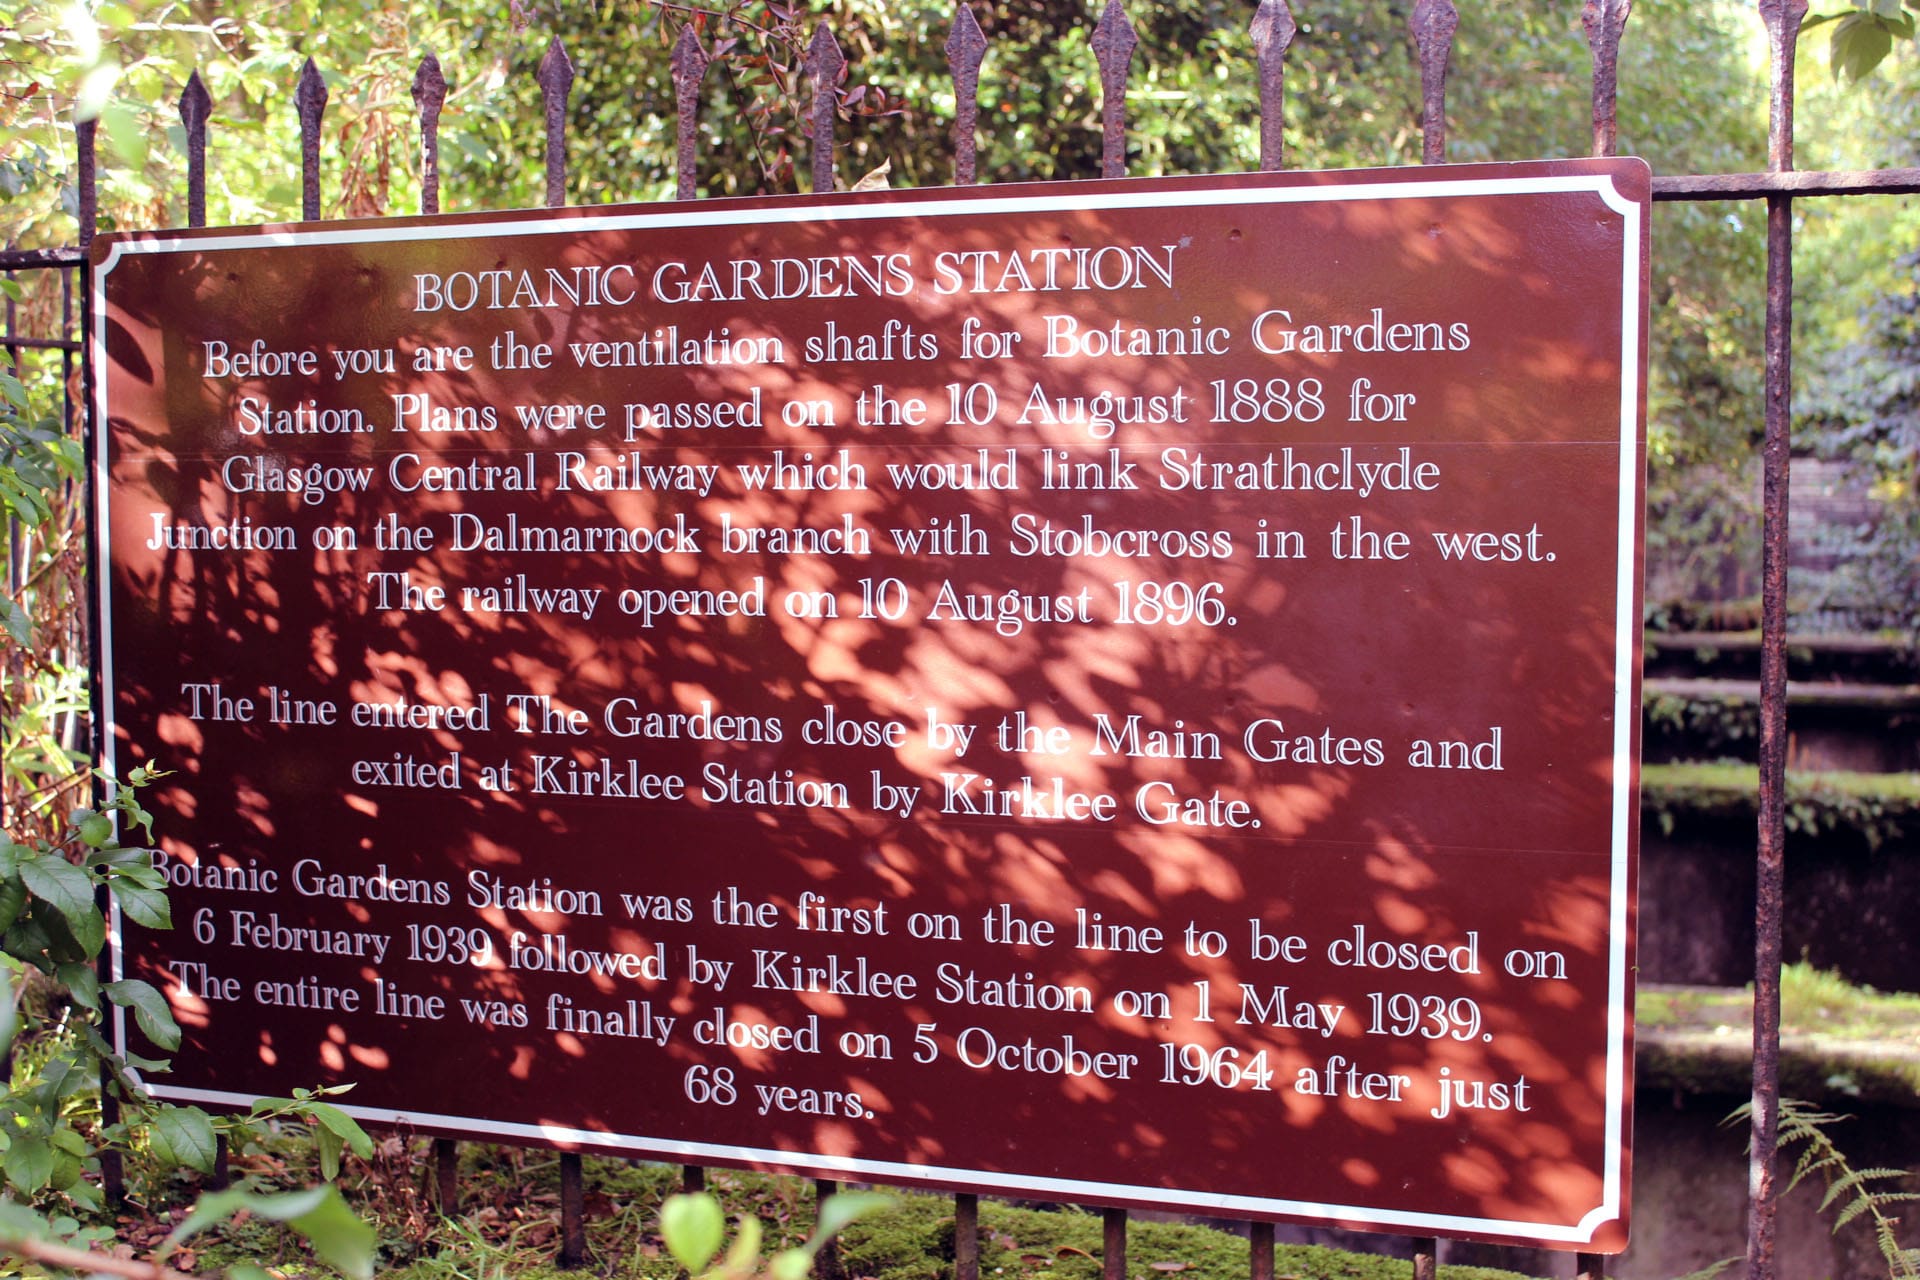 BOTANIC GARDENS STATION
Before you are the ventilation shafts for Botanic Gardens
Station. Plans were passed on the 10 August 1888 for
Glasgow Central Railway which would link Strathclyde
Junction on the Dalmarnock branch with Stobcross in the west.
The railway opened on 10 August 1896.
The line entered The Gardens close by the Main Gates and
exited at Kirklee Station by Kirklee Gate.
Botanic Gardens Station was the first on the line to be closed on
6 February 1939 followed by Kirklee Station on 1 May 1939.
The entire line was finally closed on 5 October 1964 after just
68 years.